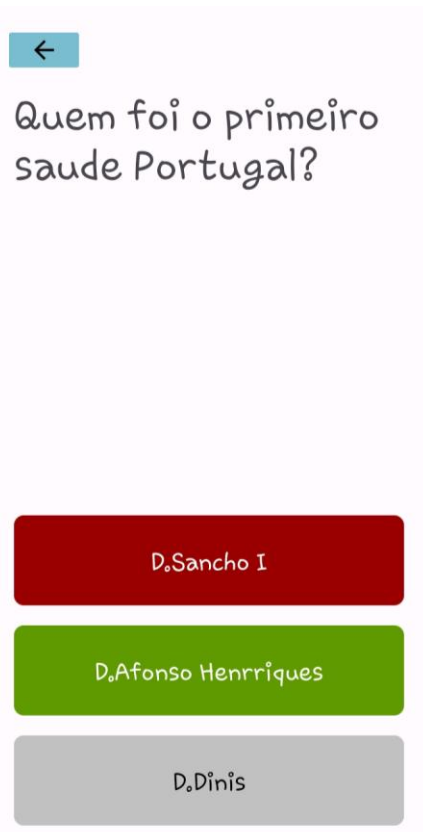 Quem foi o primeiro
saude Portugal?
D.Sancho I
D.Afonso Henrriques
D.Dinis